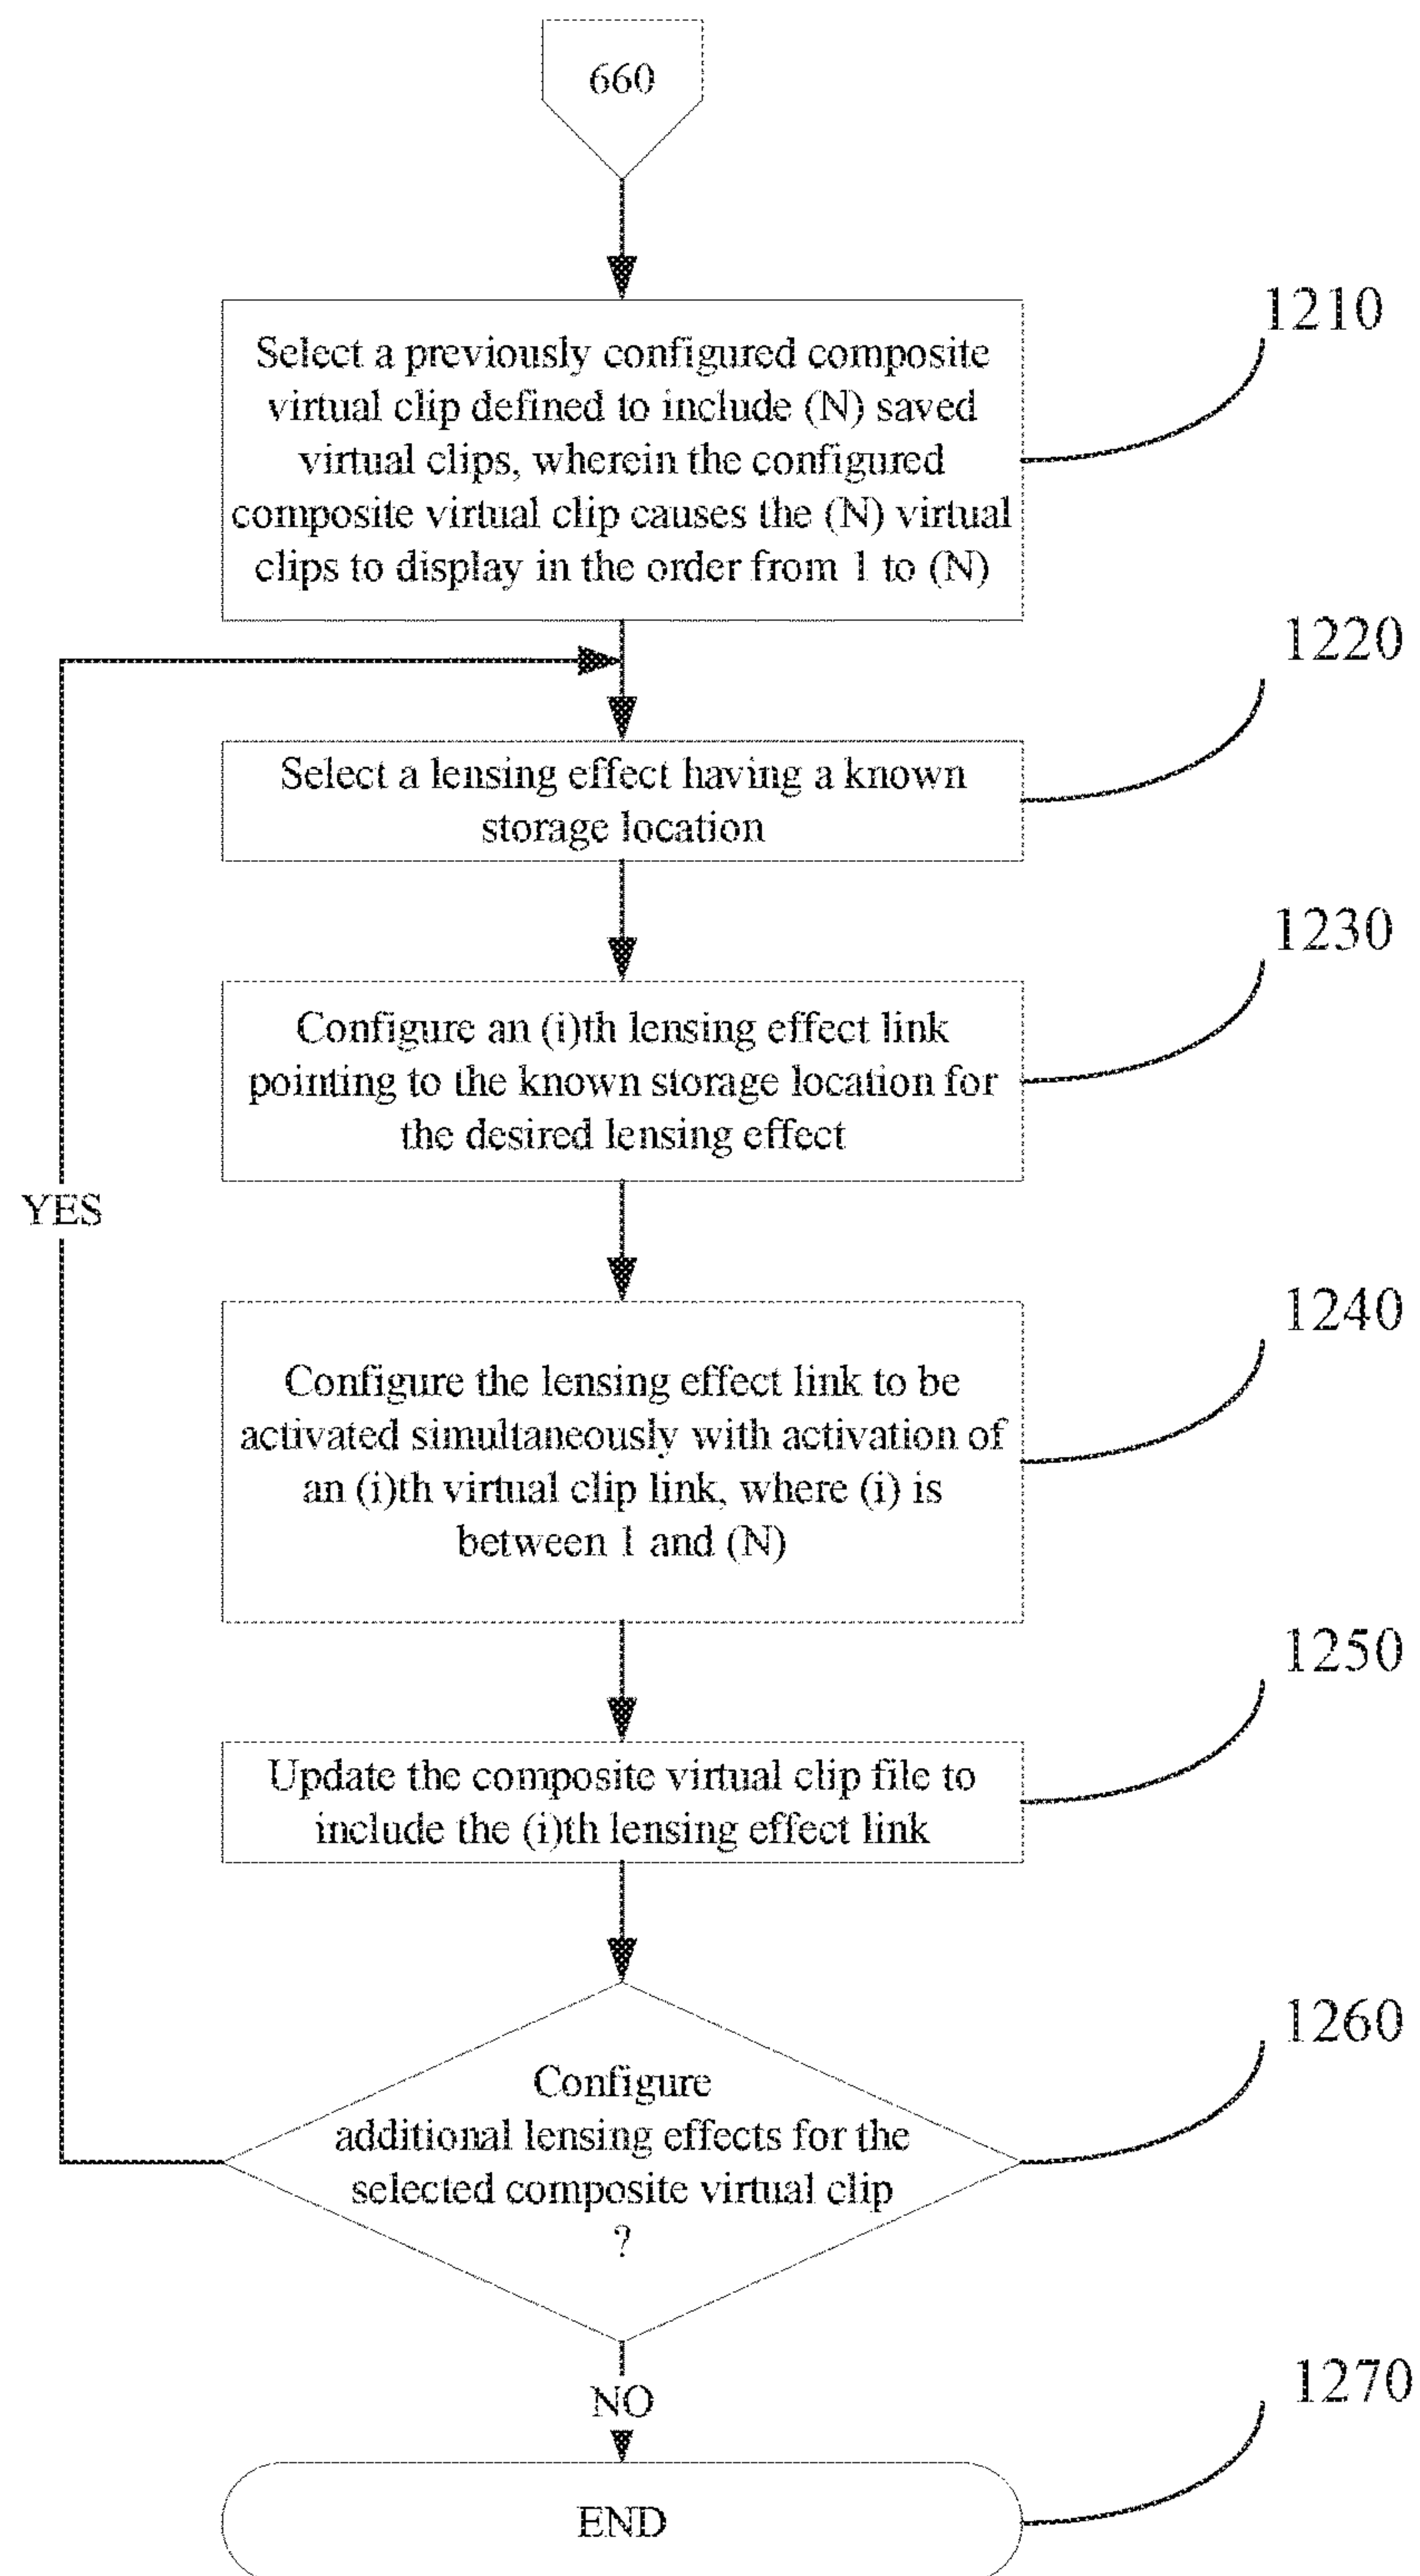 660
1210
Select a previously configured composite
virtual clip defined to include (N) saved
virtual clips, wherein the configured
composite virtual clip causes the (N) virtual
clips to display in the order from 1 to (N)
1220
Select a lensing effect having a known
storage location
1230
Configure an (i)th lensing effect link
pointing to the known storage location for
the desired lensing effect
YES
1240
Configure the lensing effect link to be
activated simultaneously with activation of
an (i)th virtual clip link, where (i) is
between 1 and (N)
1250
Update the composite virtual clip file to
include the (i)th lensing effect link
1260
Configure
additional lensing effects for the
selected composite virtual clip
?
NO
1270
END